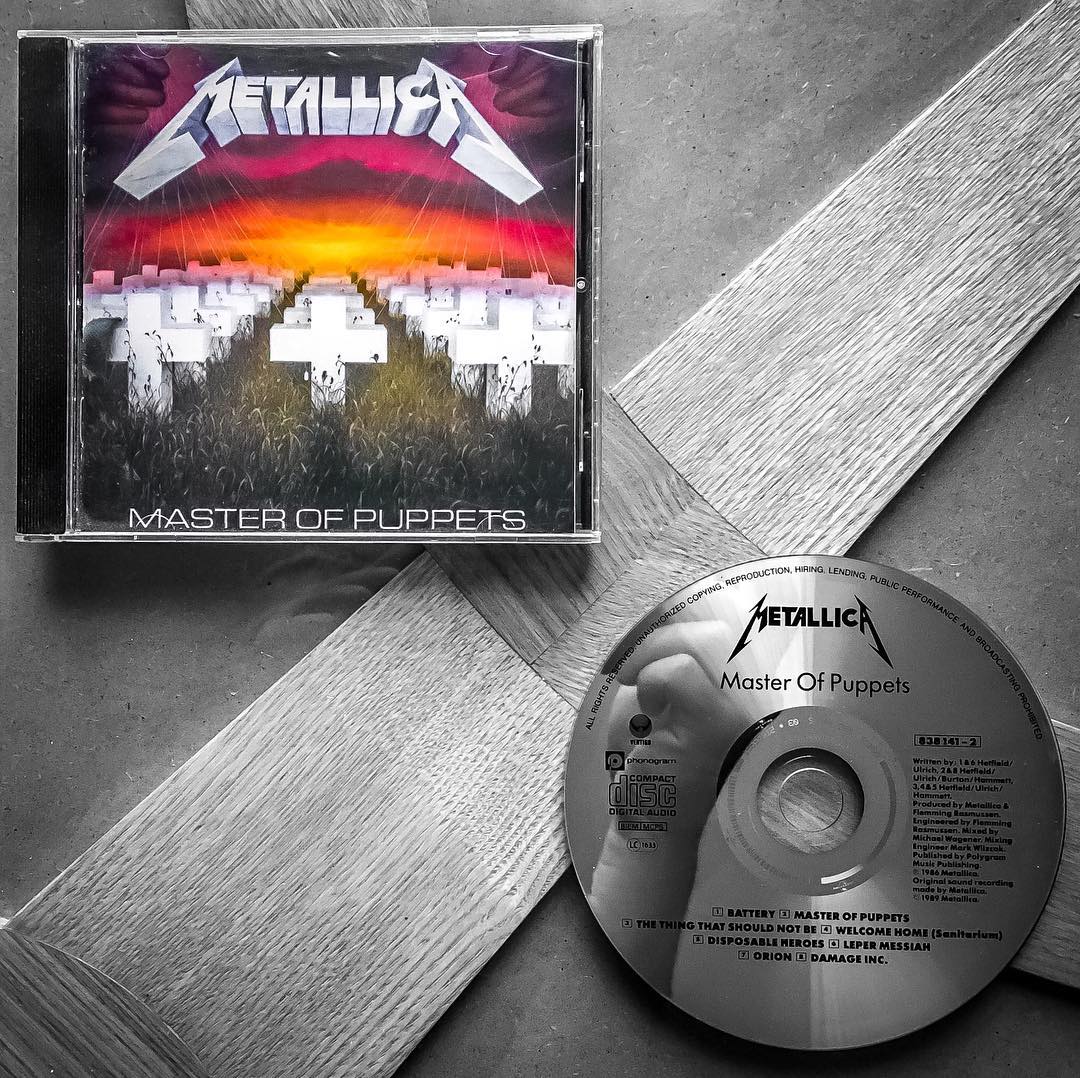 METALLICA
MASTER OF PUPPETS
ALL RIGHTS RESERVED. UNAUTHORIZED COPYING, REPRODUCTION, HIRING, LENDING, PUBLIC PERFORMANCE AND BROADCASTING PROHIBITED
METALLICA
Master Of Puppets
VERTIGO
phonogram
COMPACT
disc
DIGITAL AUDIO
BIEM MCPS
LC 1633
838 141-2
Written by: 1 & 6 Hetfield/
Ulrich, 2 & 8 Hetfield/
Ulrich/Burton/Hammett,
3, 4 & 5 Hetfield/Ulrich/
Hammett.
Produced by Metallica &
Flemming Rasmussen.
Engineered by Flemming
Rasmussen. Mixed by
Michael Wagener. Mixing
Engineer Mark Wilszcak.
Published by Polygram
Music Publishing.
℗ 1986 Metallica.
Original sound recording
made by Metallica.
© 1989 Metallica.
1 BATTERY 2 MASTER OF PUPPETS
3 THE THING THAT SHOULD NOT BE 4 WELCOME HOME (Sanitarium)
5 DISPOSABLE HEROES 6 LEPER MESSIAH
7 ORION 8 DAMAGE INC.